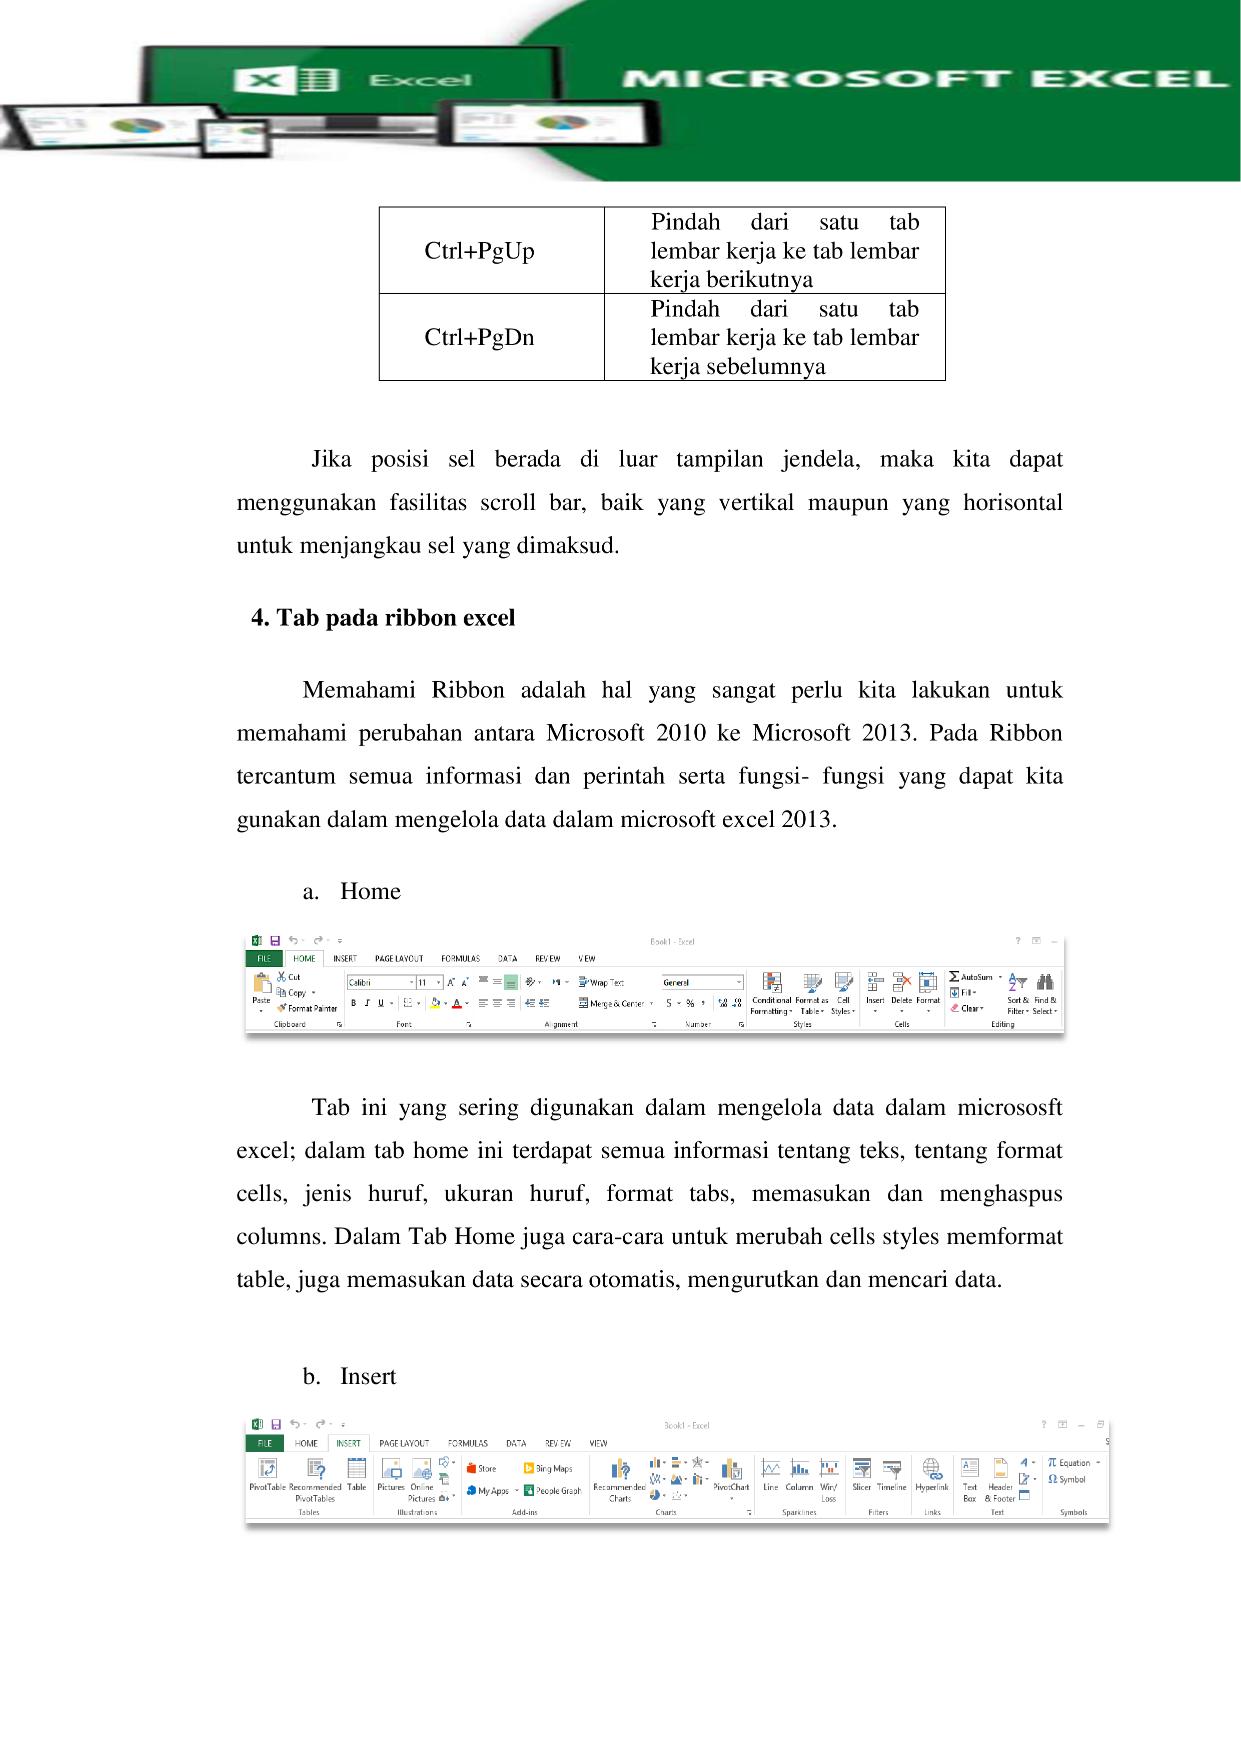 Excel
MICROSOFT EXCEL
Ctrl+PgUp
Pindah dari satu tab
lembar kerja ke tab lembar
kerja berikutnya
Ctrl+PgDn
Pindah dari satu tab
lembar kerja ke tab lembar
kerja sebelumnya
Jika posisi sel berada di luar tampilan jendela, maka kita dapat
menggunakan fasilitas scroll bar, baik yang vertikal maupun yang horisontal
untuk menjangkau sel yang dimaksud.
4. Tab pada ribbon excel
Memahami Ribbon adalah hal yang sangat perlu kita lakukan untuk
memahami perubahan antara Microsoft 2010 ke Microsoft 2013. Pada Ribbon
tercantum semua informasi dan perintah serta fungsi- fungsi yang dapat kita
gunakan dalam mengelola data dalam microsoft excel 2013.
a. Home
Book1 - Excel
FILE HOME INSERT PAGE LAYOUT FORMULAS DATA REVIEW VIEW
Paste Cut
Copy
Format Painter
Calibri 11
B I U
Wrap Text
Merge & Center
General
$ % ,
Conditional Formatting
Format as Table
Cell Styles
Insert Delete Format
AutoSum
Fill
Clear
Sort & Filter
Find & Select
Clipboard Font Alignment Number Styles Cells Editing
Tab ini yang sering digunakan dalam mengelola data dalam micrososft
excel; dalam tab home ini terdapat semua informasi tentang teks, tentang format
cells, jenis huruf, ukuran huruf, format tabs, memasukan dan menghaspus
columns. Dalam Tab Home juga cara-cara untuk merubah cells styles memformat
table, juga memasukan data secara otomatis, mengurutkan dan mencari data.
b. Insert
Book1 - Excel
FILE HOME INSERT PAGE LAYOUT FORMULAS DATA REVIEW VIEW
PivotTable
Recommended PivotTables
Table
Pictures
Online Pictures
Store
My Apps
Bing Maps
People Graph
Recommended Charts
PivotChart
Line Column Win/ Loss
Slicer Timeline
Hyperlink
Text Box
Header & Footer
Equation
Symbol
Tables Illustrations Add-ins Charts Sparklines Filters Links Text Symbols